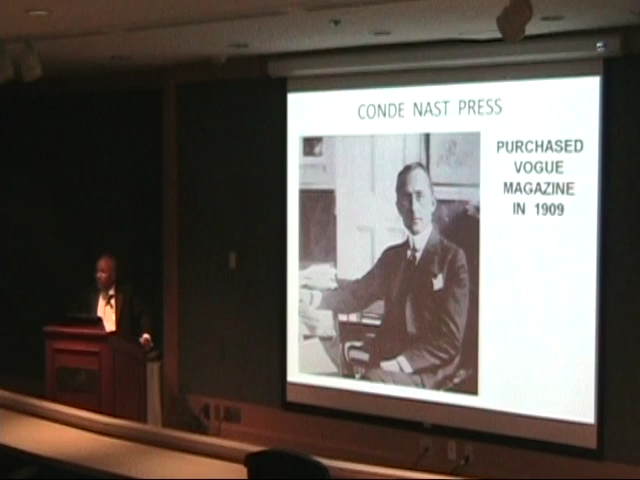 CONDE NAST PRESS
PURCHASED
VOGUE
MAGAZINE
IN 1909